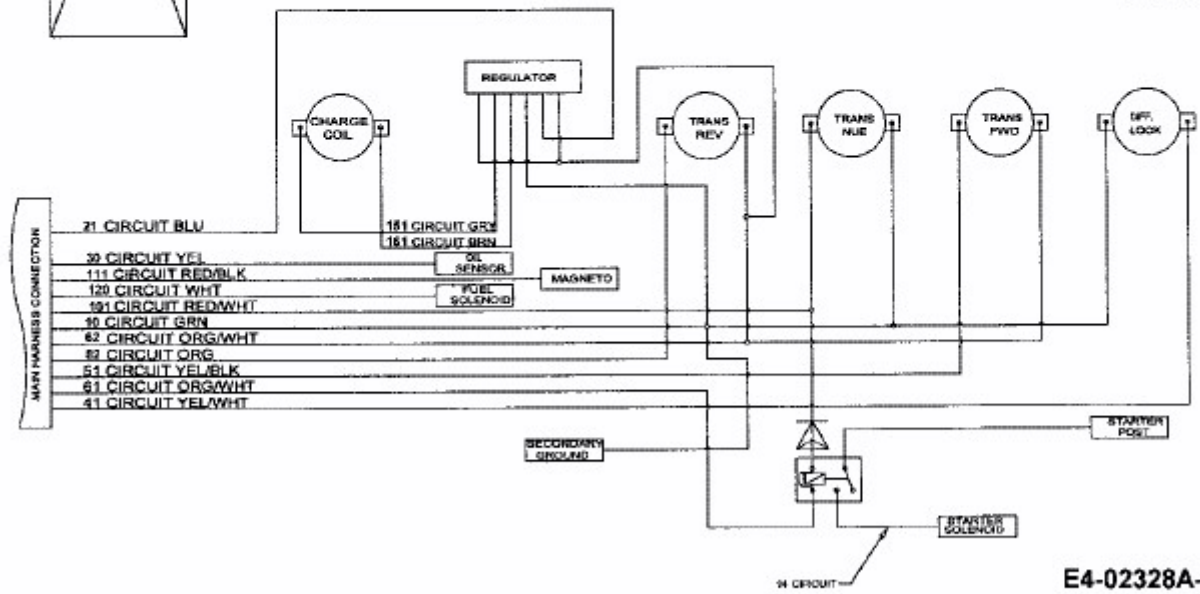 REGULATOR
CHARGE
COIL
TRANS
REV
TRANS
NUE
TRANS
FWD
DIFF.
LOCK
MAIN HARNESS CONNECTION
21 CIRCUIT BLU
151 CIRCUIT GRY
161 CIRCUIT BRN
30 CIRCUIT YEL
OIL
SENSOR
111 CIRCUIT RED/BLK
MAGNETO
120 CIRCUIT WHT
FUEL
SOLENOID
101 CIRCUIT RED/WHT
10 CIRCUIT GRN
62 CIRCUIT ORG/WHT
52 CIRCUIT ORG
51 CIRCUIT YEL/BLK
61 CIRCUIT ORG/WHT
41 CIRCUIT YEL/WHT
STARTER
POST
SECONDARY
GROUND
STARTER
SOLENOID
CIRCUIT
E4-02328A-